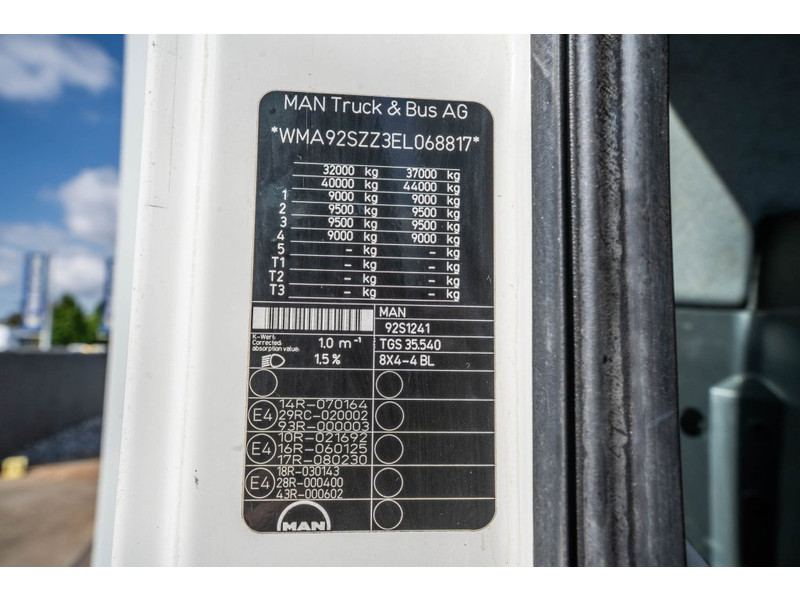 MAN Truck & Bus AG
*WMA92SZZ3EL068817*
32000 kg 37000 kg
40000 kg 44000 kg
1 9000 kg 9000 kg
2 9500 kg 9500 kg
3 9500 kg 9500 kg
4 9000 kg 9000 kg
5 - kg - kg
T1 - kg - kg
T2 - kg - kg
T3 - kg - kg
MAN
92S1241
K-Wert: 
Corrected absorption value: 1.0 m⁻¹
TGS 35.540
1.5 %
8X4-4 BL
14R-070164
E4 29RC-020002
93R-000003
10R-021692
E4 16R-060125
17R-080230
18R-030143
E4 28R-000400
43R-000602
MAN